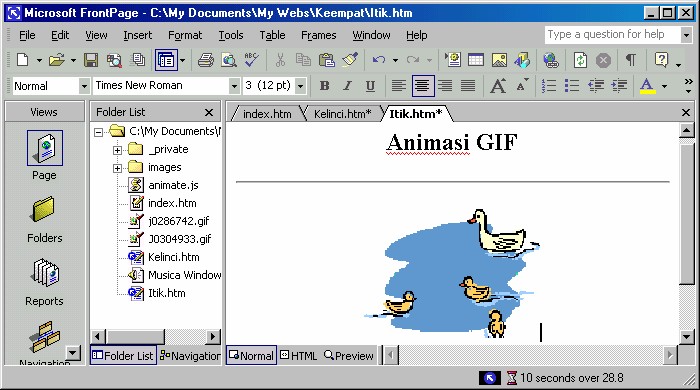 Microsoft FrontPage - C:\My Documents\My Webs\Keempat\Itik.htm
File Edit View Insert Format Tools Table Frames Window Help Type a question for help
Normal Times New Roman 3 (12 pt) B I U
Views Folder List index.htm Kelinci.htm* Itik.htm*
Page
Folders
Reports
Navigation
C:\My Documents\
_private
images
animate.js
index.htm
j0286742.gif
J0304933.gif
Kelinci.htm
Musica Window
Itik.htm
Animasi GIF
Folder List Navigation Normal HTML Preview
10 seconds over 28.8